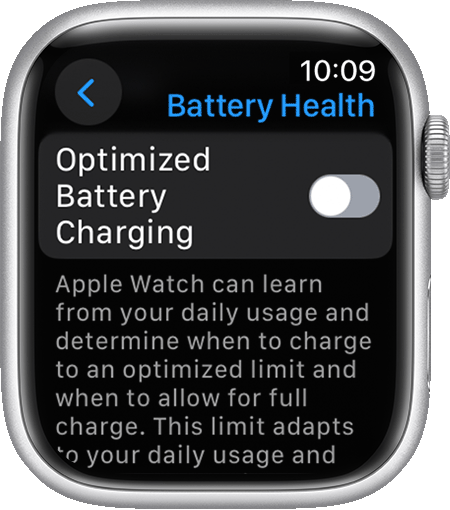 10:09
Battery Health
Optimized
Battery
Charging
Apple Watch can learn
from your daily usage and
determine when to charge
to an optimized limit and
when to allow for full
charge. This limit adapts
to your daily usage and